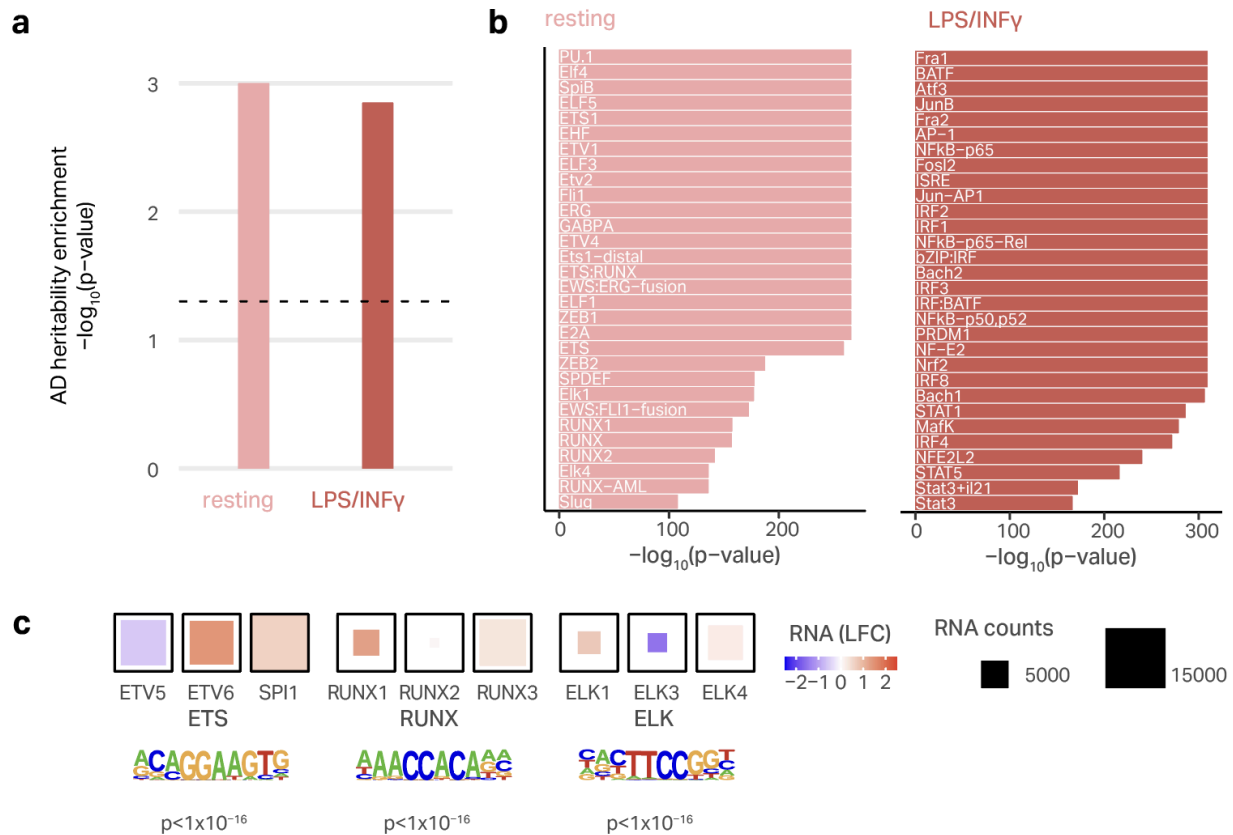 a
AD heritability enrichment
−log10(p−value)
3
2
1
0
resting
LPS/INFγ
b
resting
PU.1
Elf4
SpiB
ELF5
ETS1
EHF
ETV1
ELF3
Etv2
Fli1
ERG
GABPA
ETV4
Ets1−distal
ETS:RUNX
EWS:ERG−fusion
ELF1
ZEB1
E2A
ETS
ZEB2
SPDEF
Elk1
EWS:FLI1−fusion
RUNX1
RUNX
RUNX2
Elk4
RUNX−AML
Slug
0 100 200
−log10(p−value)
LPS/INFγ
Fra1
BATF
Atf3
JunB
Fra2
AP−1
NFkB−p65
Fosl2
ISRE
Jun−AP1
IRF2
IRF1
NFkB−p65−Rel
bZIP:IRF
Bach2
IRF3
IRF:BATF
NFkB−p50,p52
PRDM1
NF−E2
Nrf2
IRF8
Bach1
STAT1
MafK
IRF4
NFE2L2
STAT5
Stat3+il21
Stat3
0 100 200 300
−log10(p−value)
c
ETV5 ETV6 SPI1
ETS
ACAGGAAGTG
p<1x10−16
RUNX1 RUNX2 RUNX3
RUNX
AAACCACA
p<1x10−16
ELK1 ELK3 ELK4
ELK
CACTTCCGGT
p<1x10−16
RNA (LFC)
−2 −1 0 1 2
RNA counts
5000 15000